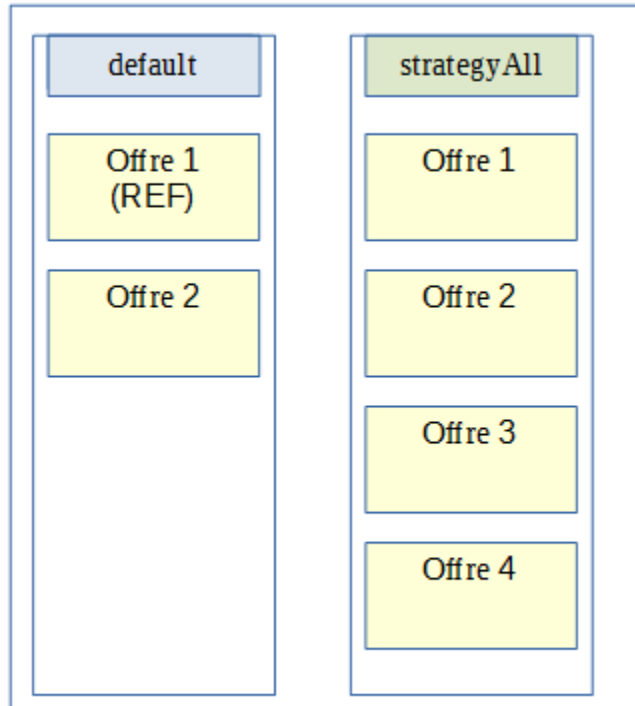 default
Offre 1
(REF)
Offre 2
strategyAll
Offre 1
Offre 2
Offre 3
Offre 4